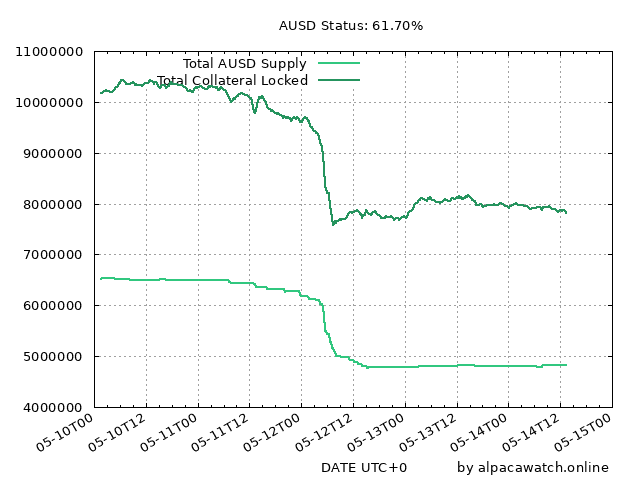 AUSD Status: 61.70%
11000000
Total AUSD Supply
Total Collateral Locked
10000000
9000000
8000000
7000000
6000000
5000000
4000000
05-10T00
05-10T12
05-11T00
05-11T12
05-12T00
05-12T12
05-13T00
05-13T12
05-14T00
05-14T12
05-15T00
DATE UTC+0
by alpacawatch.online